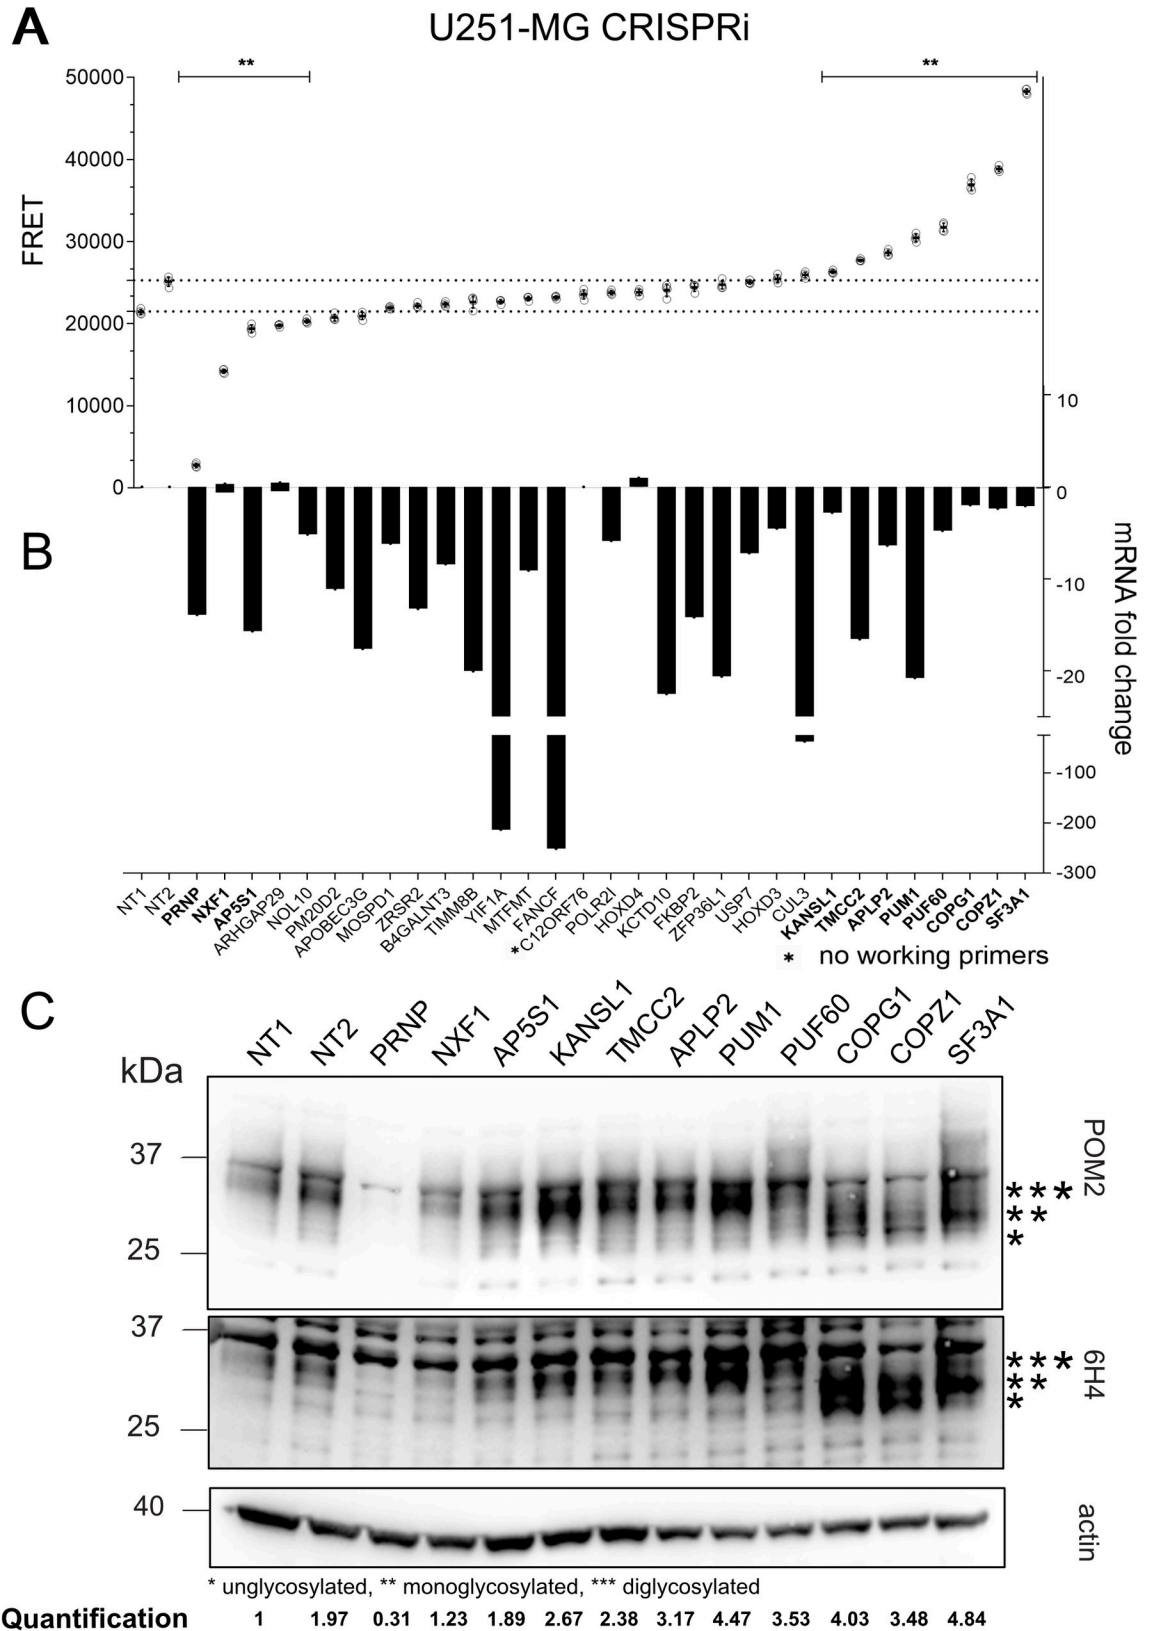 A
U251-MG CRISPRi
**
**
50000
40000
30000
20000
10000
0
FRET
10
0
-10
-20
-100
-200
-300
mRNA fold change
B
NT1
NT2
PRNP
NXF1
AP5S1
ARHGAP29
NOL10
PM20D2
APOBEC3G
MOSPD1
ZRSR2
B4GALNT3
TIMM8B
YIF1A
MTFMT
FANCF
*C12ORF76
POLR2I
HOXD4
KCTD10
FKBP2
ZFP36L1
USP7
HOXD3
CUL3
KANSL1
TMCC2
APLP2
PUM1
PUF60
COPG1
COPZ1
SF3A1
* no working primers
C
NT1 NT2 PRNP NXF1 AP5S1 KANSL1 TMCC2 APLP2 PUM1 PUF60 COPG1 COPZ1 SF3A1
kDa
37
25
***
**
*
POM2
37
25
***
**
*
6H4
40
actin
* unglycosylated, ** monoglycosylated, *** diglycosylated
Quantification 1 1.97 0.31 1.23 1.89 2.67 2.38 3.17 4.47 3.53 4.03 3.48 4.84